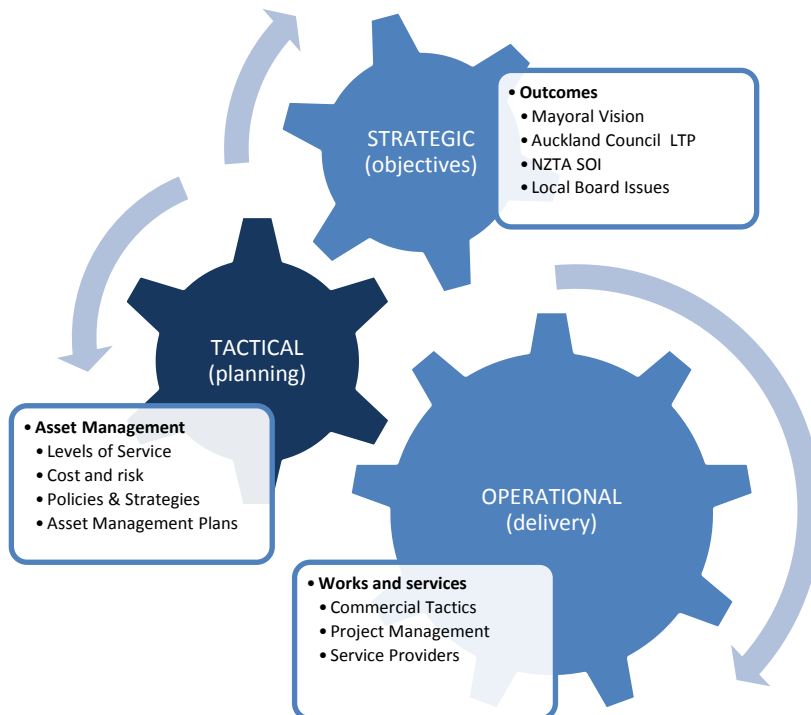 STRATEGIC
(objectives)
• Outcomes
• Mayoral Vision
• Auckland Council LTP
• NZTA SOI
• Local Board Issues
TACTICAL
(planning)
• Asset Management
• Levels of Service
• Cost and risk
• Policies & Strategies
• Asset Management Plans
OPERATIONAL
(delivery)
• Works and services
• Commercial Tactics
• Project Management
• Service Providers